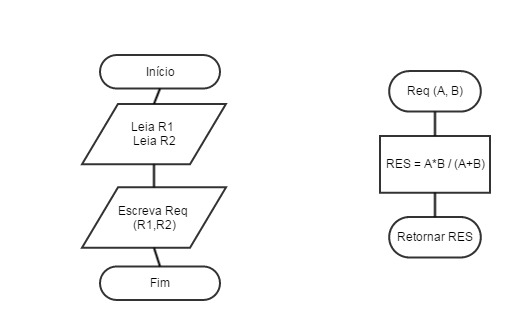 Início
Leia R1
Leia R2
Escreva Req
(R1,R2)
Fim
Req (A, B)
RES = A*B / (A+B)
Retornar RES